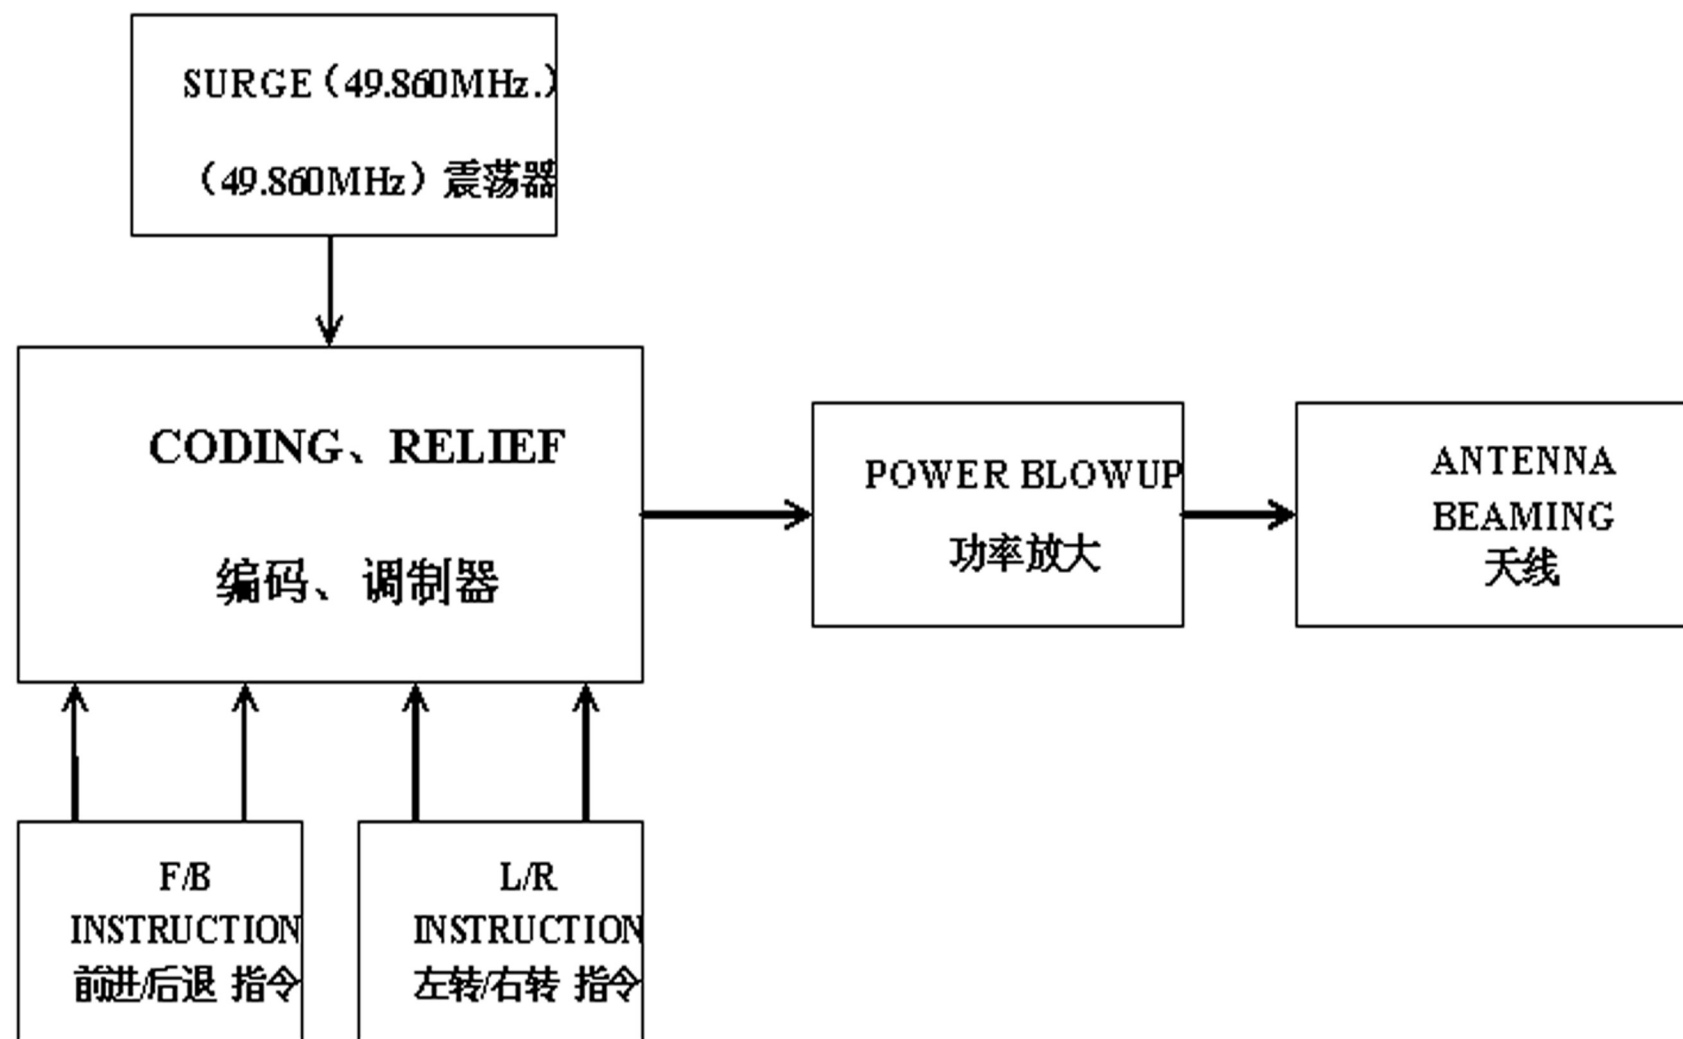 SURGE（49.860MHz.）
（49.860MHz）震荡器
CODING、RELIEF
编码、调制器
POWER BLOWUP
功率放大
ANTENNA
BEAMING
天线
F/B
INSTRUCTION
前进/后退 指令
L/R
INSTRUCTION
左转/右转 指令